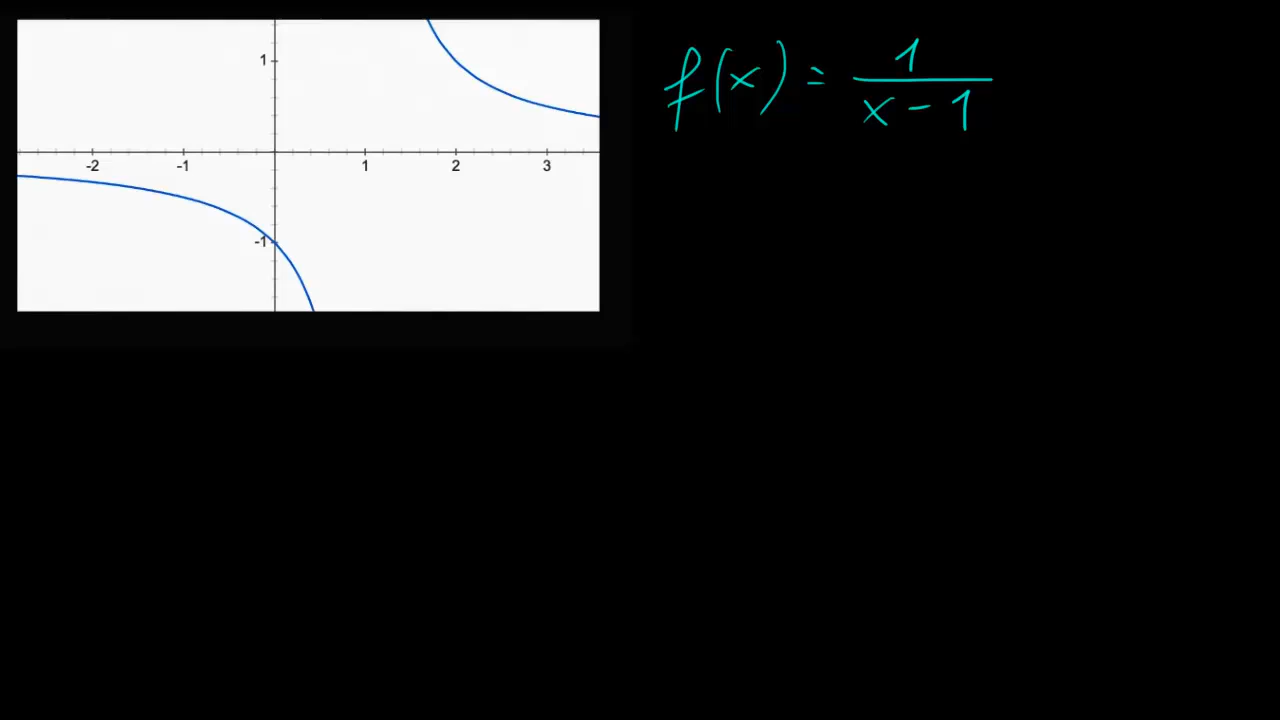 1
-2 -1 1 2 3
-1
f(x) = 1/(x - 1)